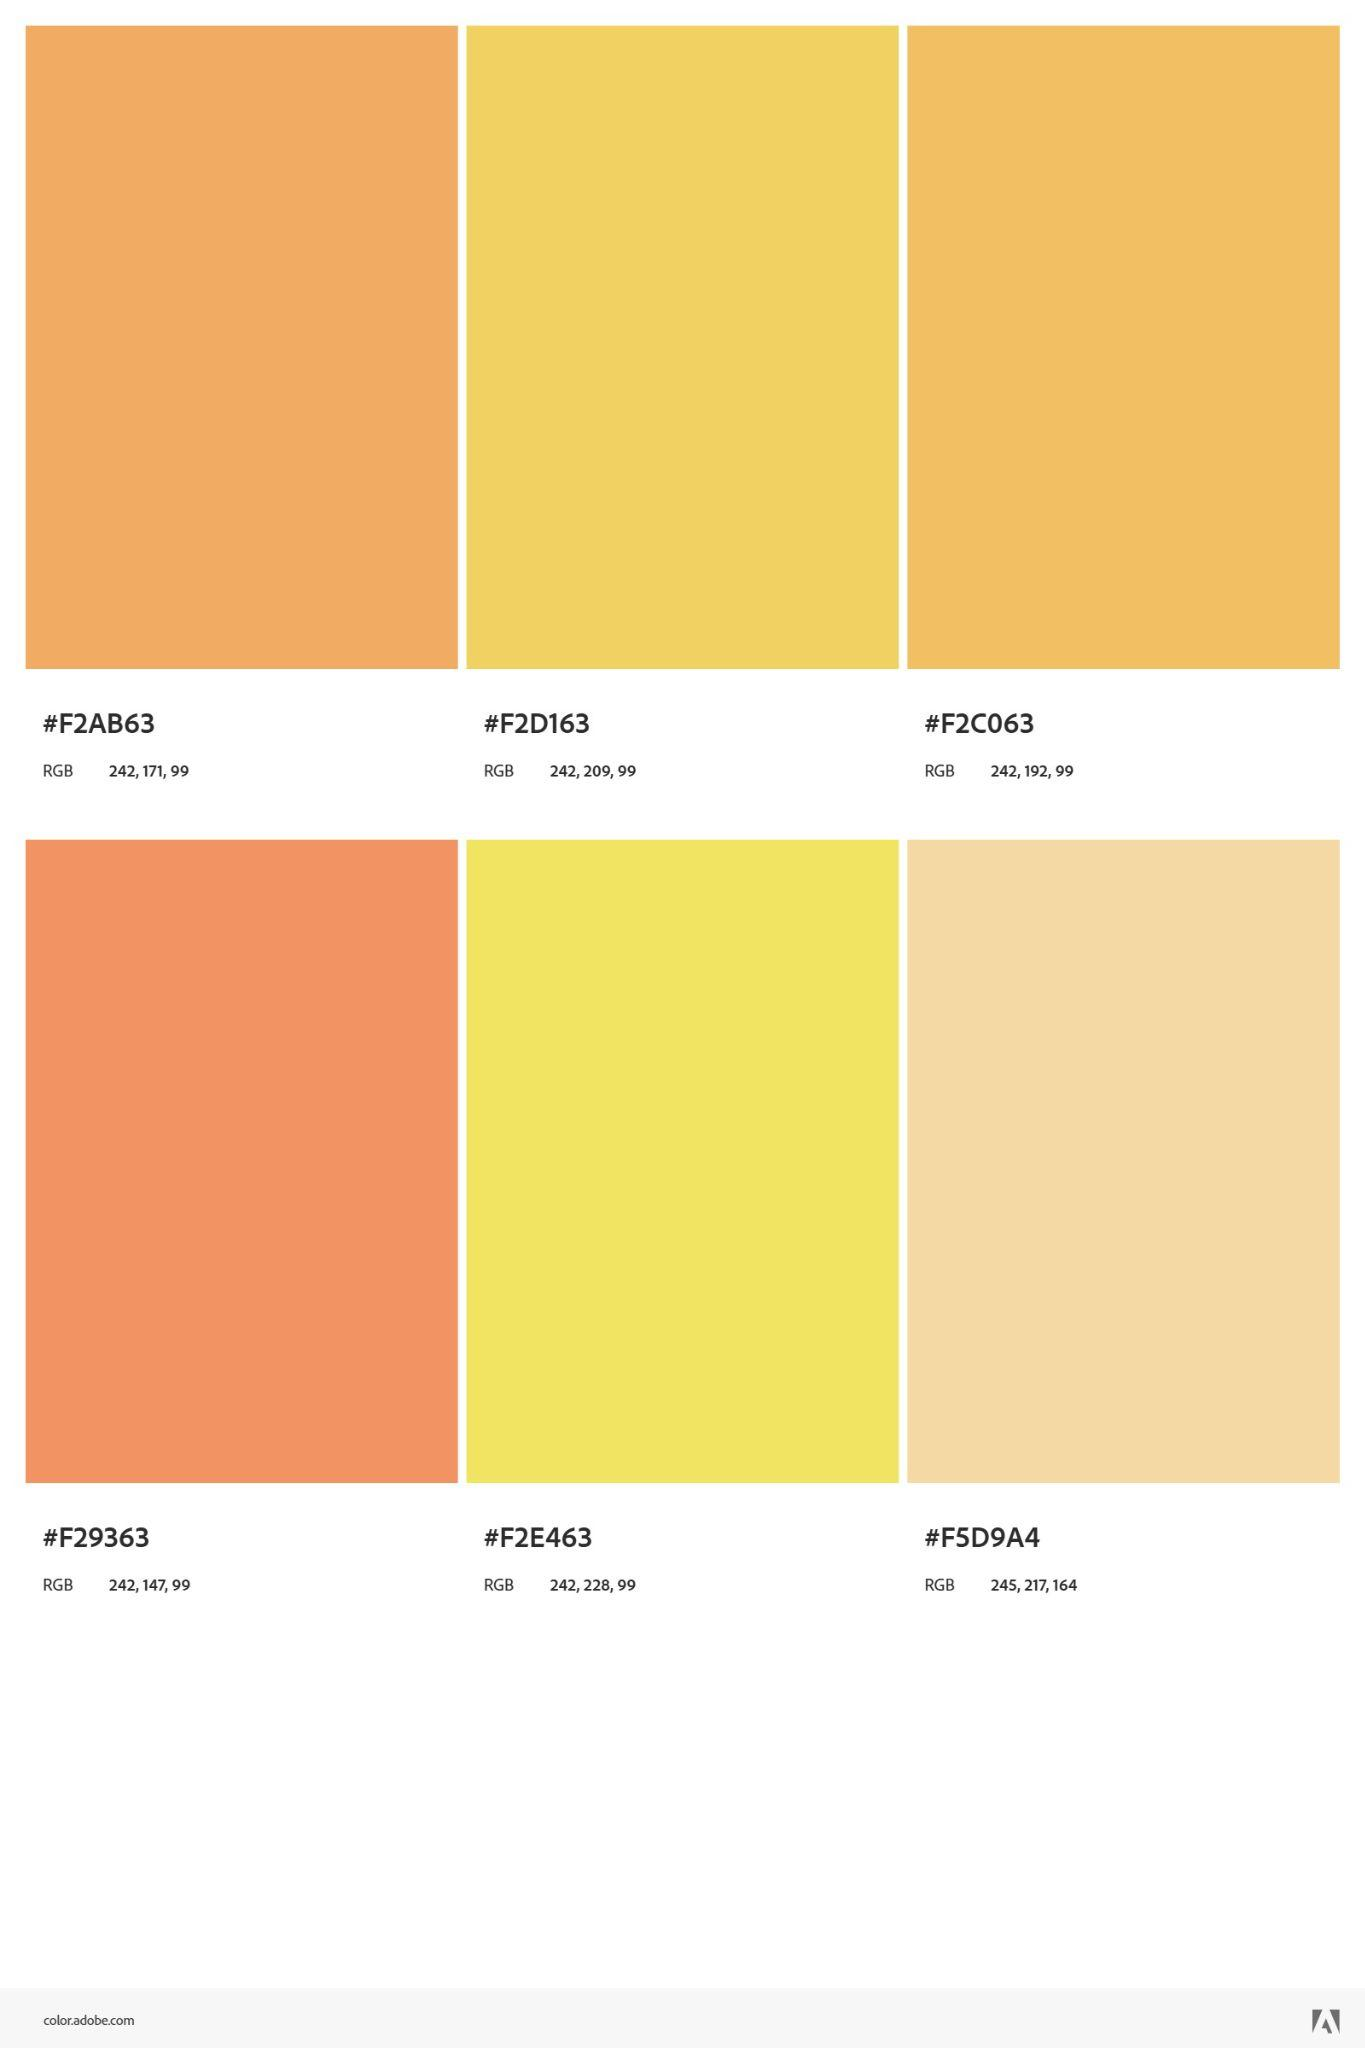 #F2AB63
RGB 242, 171, 99
#F2D163
RGB 242, 209, 99
#F2C063
RGB 242, 192, 99
#F29363
RGB 242, 147, 99
#F2E463
RGB 242, 228, 99
#F5D9A4
RGB 245, 217, 164
color.adobe.com